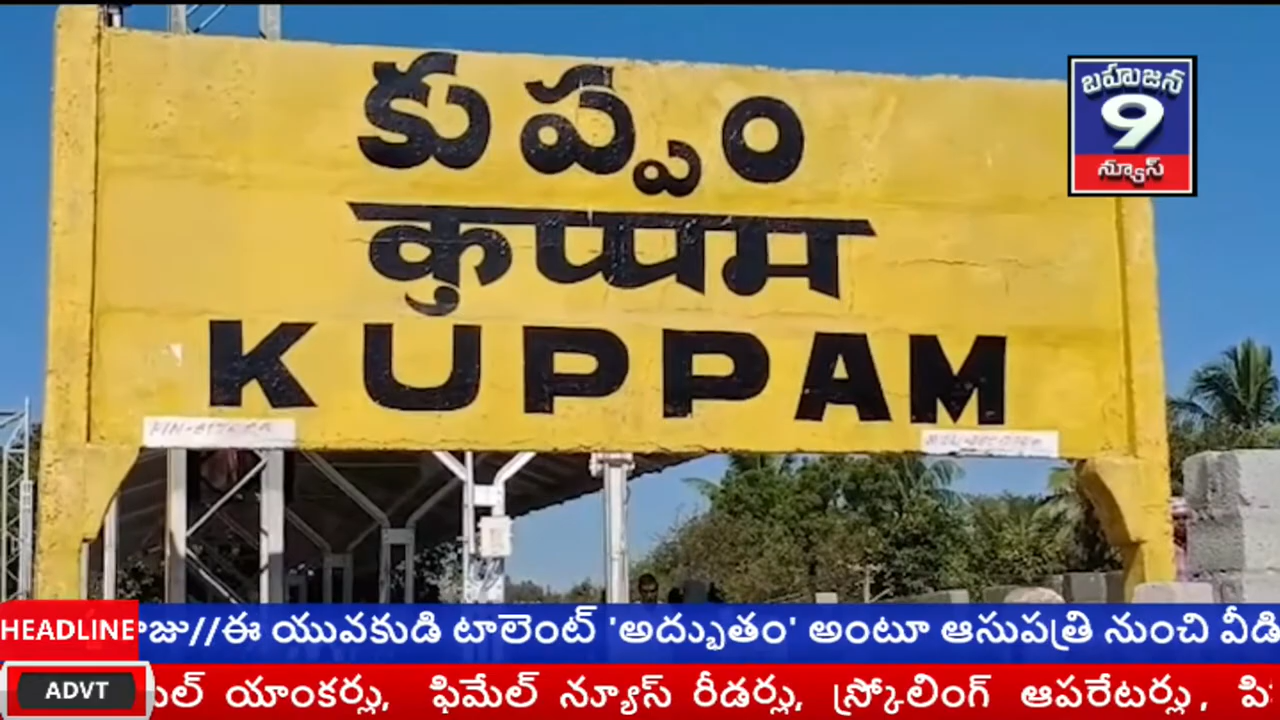 కుప్పం
कुप्पम
KUPPAM
బహుజన
9
న్యూస్
HEADLINE
రాజు//ఈ యువకుడి టాలెంట్ 'అద్భుతం' అంటూ ఆసుపత్రి నుంచి వీడి
ADVT
యాంకర్లు, ఫిమేల్ న్యూస్ రీడర్లు, స్క్రోలింగ్ ఆపరేటర్లు,